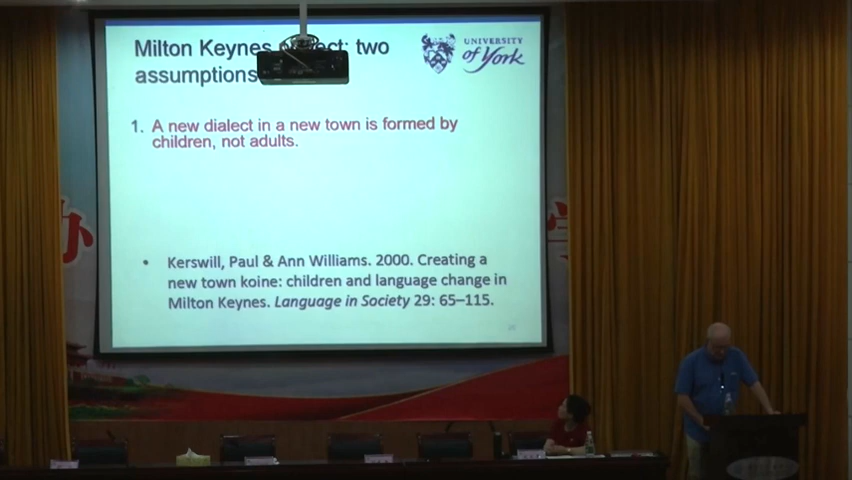 Milton Keynes project: two
assumptions
UNIVERSITY
of York
1. A new dialect in a new town is formed by
children, not adults.
• Kerswill, Paul & Ann Williams. 2000. Creating a
new town koine: children and language change in
Milton Keynes. Language in Society 29: 65–115.